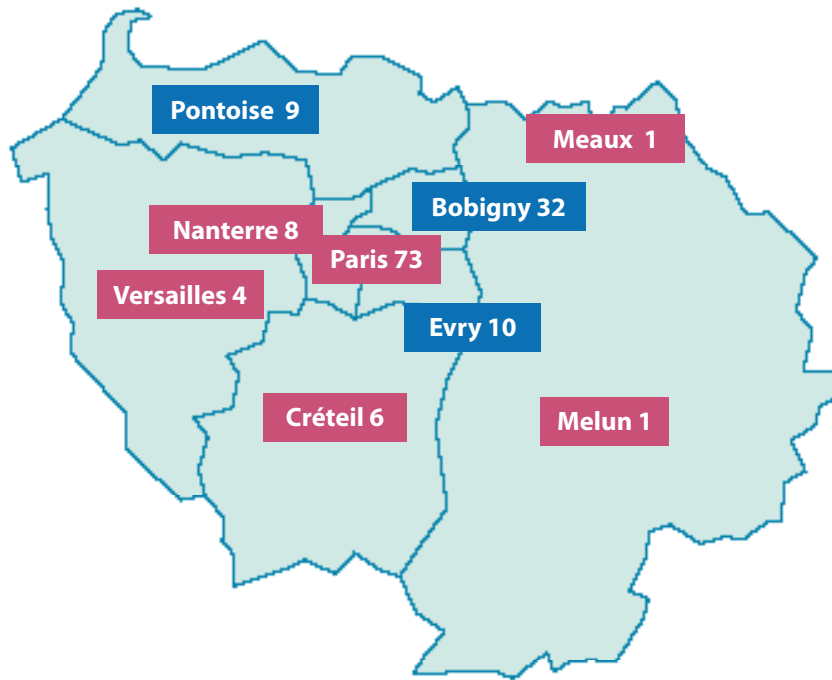 Pontoise 9
Meaux 1
Bobigny 32
Nanterre 8
Paris 73
Versailles 4
Evry 10
Créteil 6
Melun 1